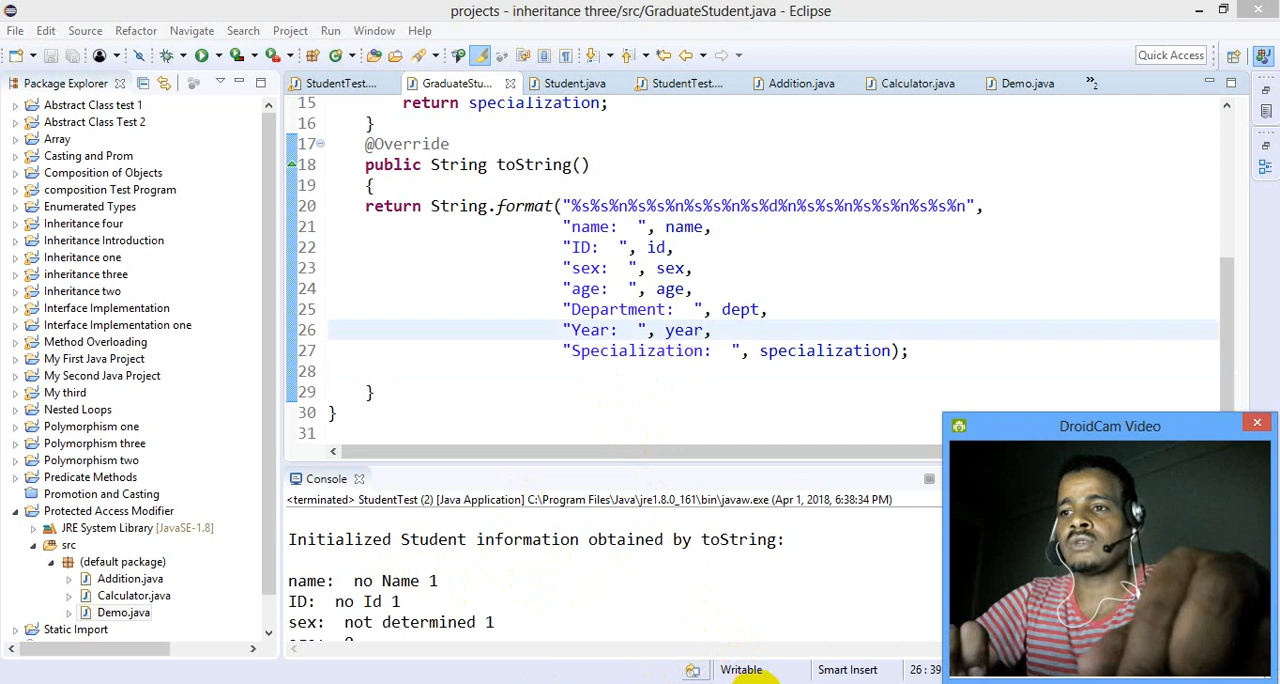 projects - inheritance three/src/GraduateStudent.java - Eclipse
File Edit Source Refactor Navigate Search Project Run Window Help
Quick Access
Package Explorer
StudentTest.... GraduateStu... Student.java StudentTest.... Addition.java Calculator.java Demo.java »2
Abstract Class test 1
Abstract Class Test 2
Array
Casting and Prom
Composition of Objects
composition Test Program
Enumerated Types
Inheritance four
Inheritance Introduction
Inheritance one
inheritance three
Inheritance two
Interface Implementation
Interface Implementation one
Method Overloading
My First Java Project
My Second Java Project
My third
Nested Loops
Polymorphism one
Polymorphism three
Polymorphism two
Predicate Methods
Promotion and Casting
Protected Access Modifier
JRE System Library [JavaSE-1.8]
src
(default package)
Addition.java
Calculator.java
Demo.java
Static Import
15 return specialization;
16 }
17 @Override
18 public String toString()
19 {
20 return String.format("%s%s%n%s%s%n%s%s%n%s%d%n%s%s%n%s%s%n%s%s%n",
21 "name:  ", name,
22 "ID:  ", id,
23 "sex:  ", sex,
24 "age:  ", age,
25 "Department:  ", dept,
26 "Year:  ", year,
27 "Specialization:  ", specialization);
28
29 }
30 }
31
Console
<terminated> StudentTest (2) [Java Application] C:\Program Files\Java\jre1.8.0_161\bin\javaw.exe (Apr 1, 2018, 6:38:34 PM)
Initialized Student information obtained by toString:
name:  no Name 1
ID:  no Id 1
sex:  not determined 1
DroidCam Video
Writable Smart Insert 26 : 39